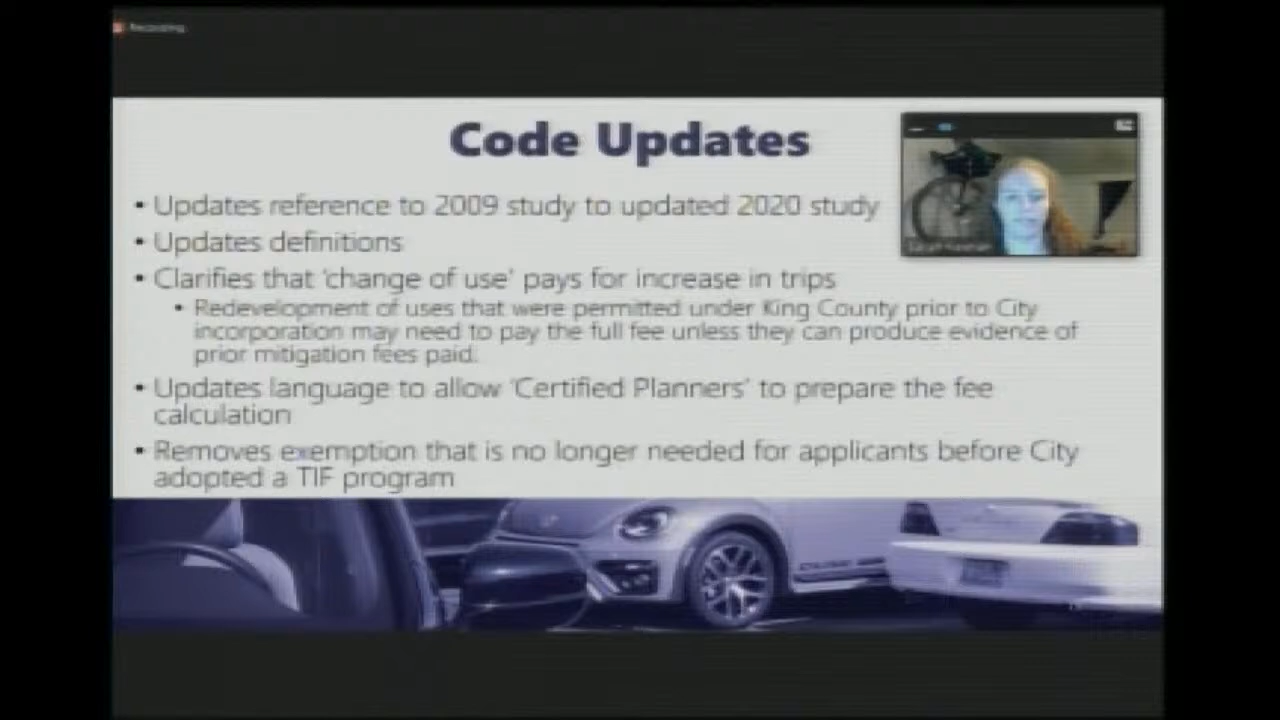 Recording
Code Updates
• Updates reference to 2009 study to updated 2020 study
• Updates definitions
• Clarifies that 'change of use' pays for increase in trips
• Redevelopment of uses that were permitted under King County prior to City
incorporation may need to pay the full fee unless they can produce evidence of
prior mitigation fees paid.
• Updates language to allow 'Certified Planners' to prepare the fee
calculation
• Removes exemption that is no longer needed for applicants before City
adopted a TIF program